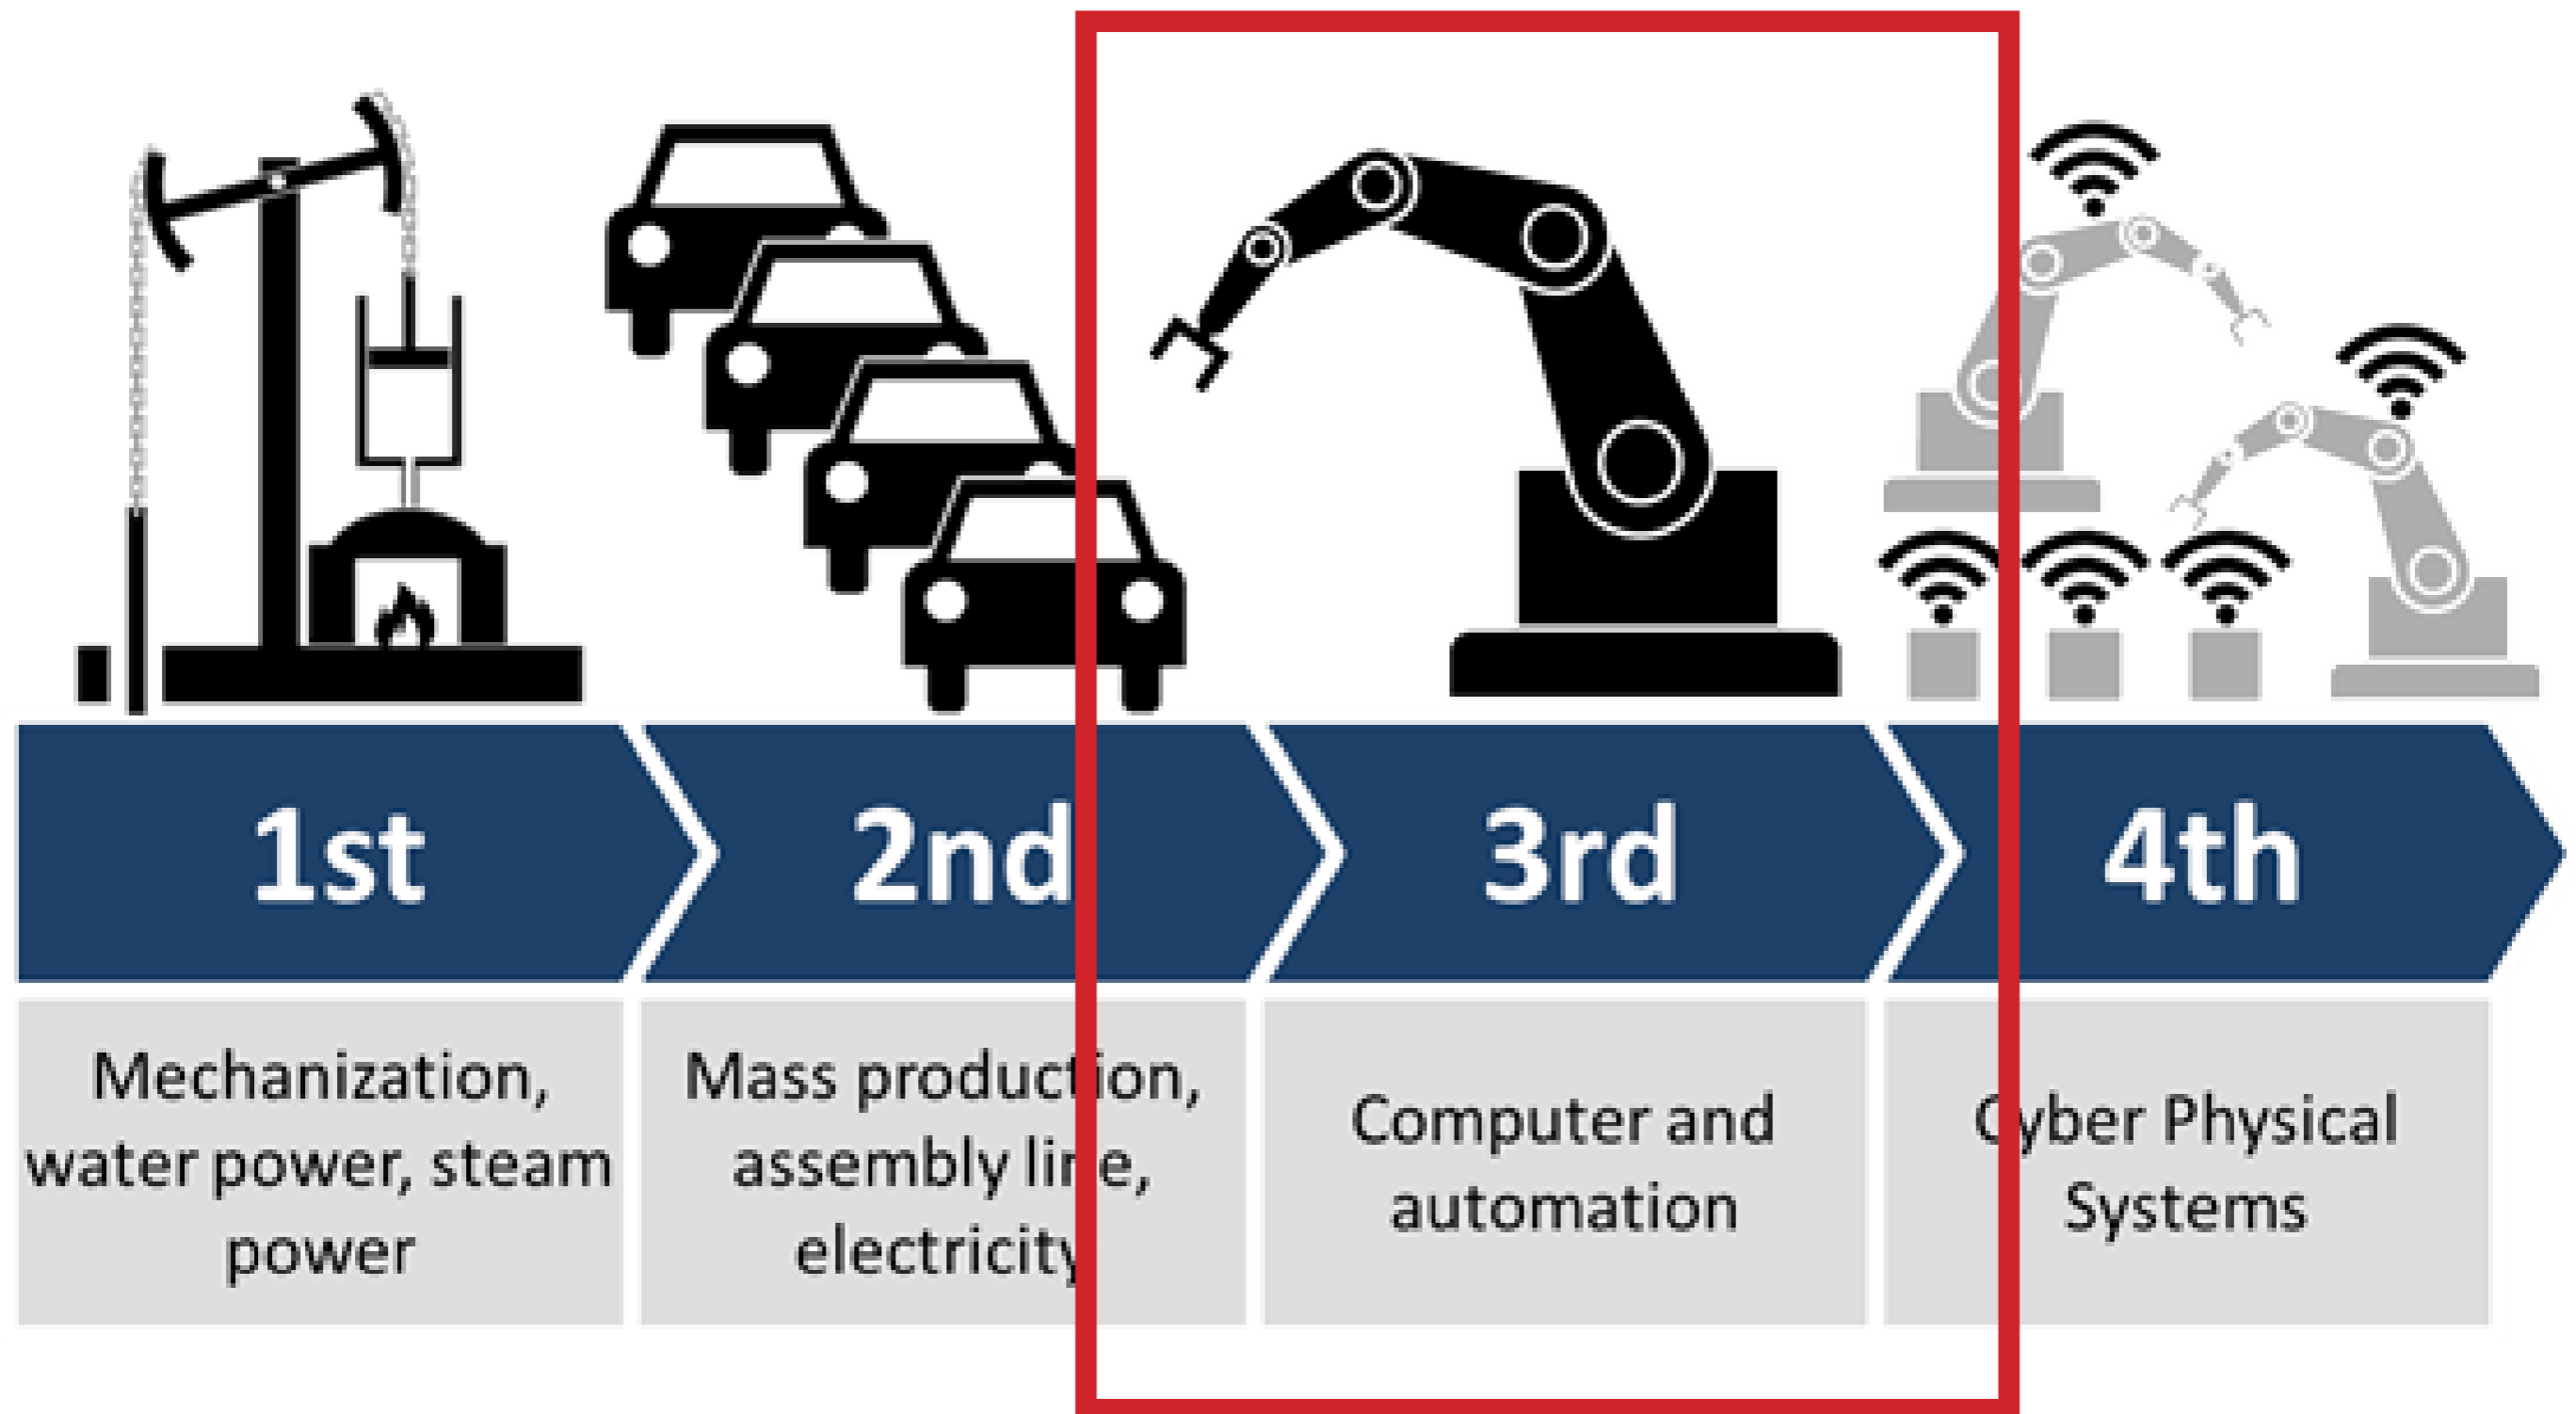 1st
2nd
3rd
4th
Mechanization,
water power, steam
power
Mass production,
assembly line,
electricity
Computer and
automation
Cyber Physical
Systems